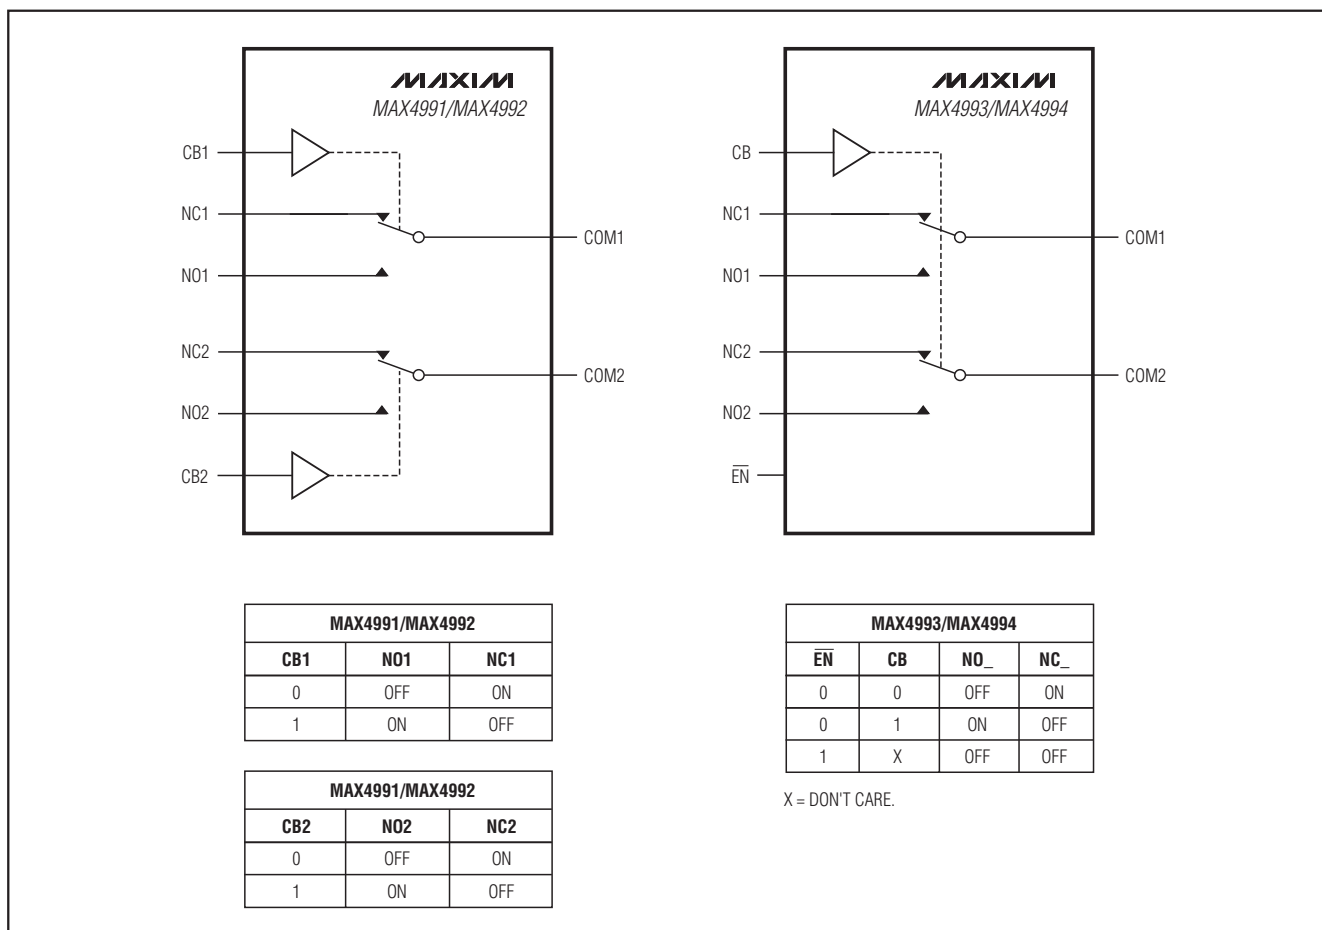 MAXIM
MAX4991/MAX4992
CB1
NC1
COM1
NO1
NC2
COM2
NO2
CB2
MAXIM
MAX4993/MAX4994
CB
NC1
COM1
NO1
NC2
COM2
NO2
E̅N̅
MAX4991/MAX4992
CB1 NO1 NC1
0 OFF ON
1 ON OFF
MAX4991/MAX4992
CB2 NO2 NC2
0 OFF ON
1 ON OFF
MAX4993/MAX4994
E̅N̅ CB NO_ NC_
0 0 OFF ON
0 1 ON OFF
1 X OFF OFF
X = DON'T CARE.